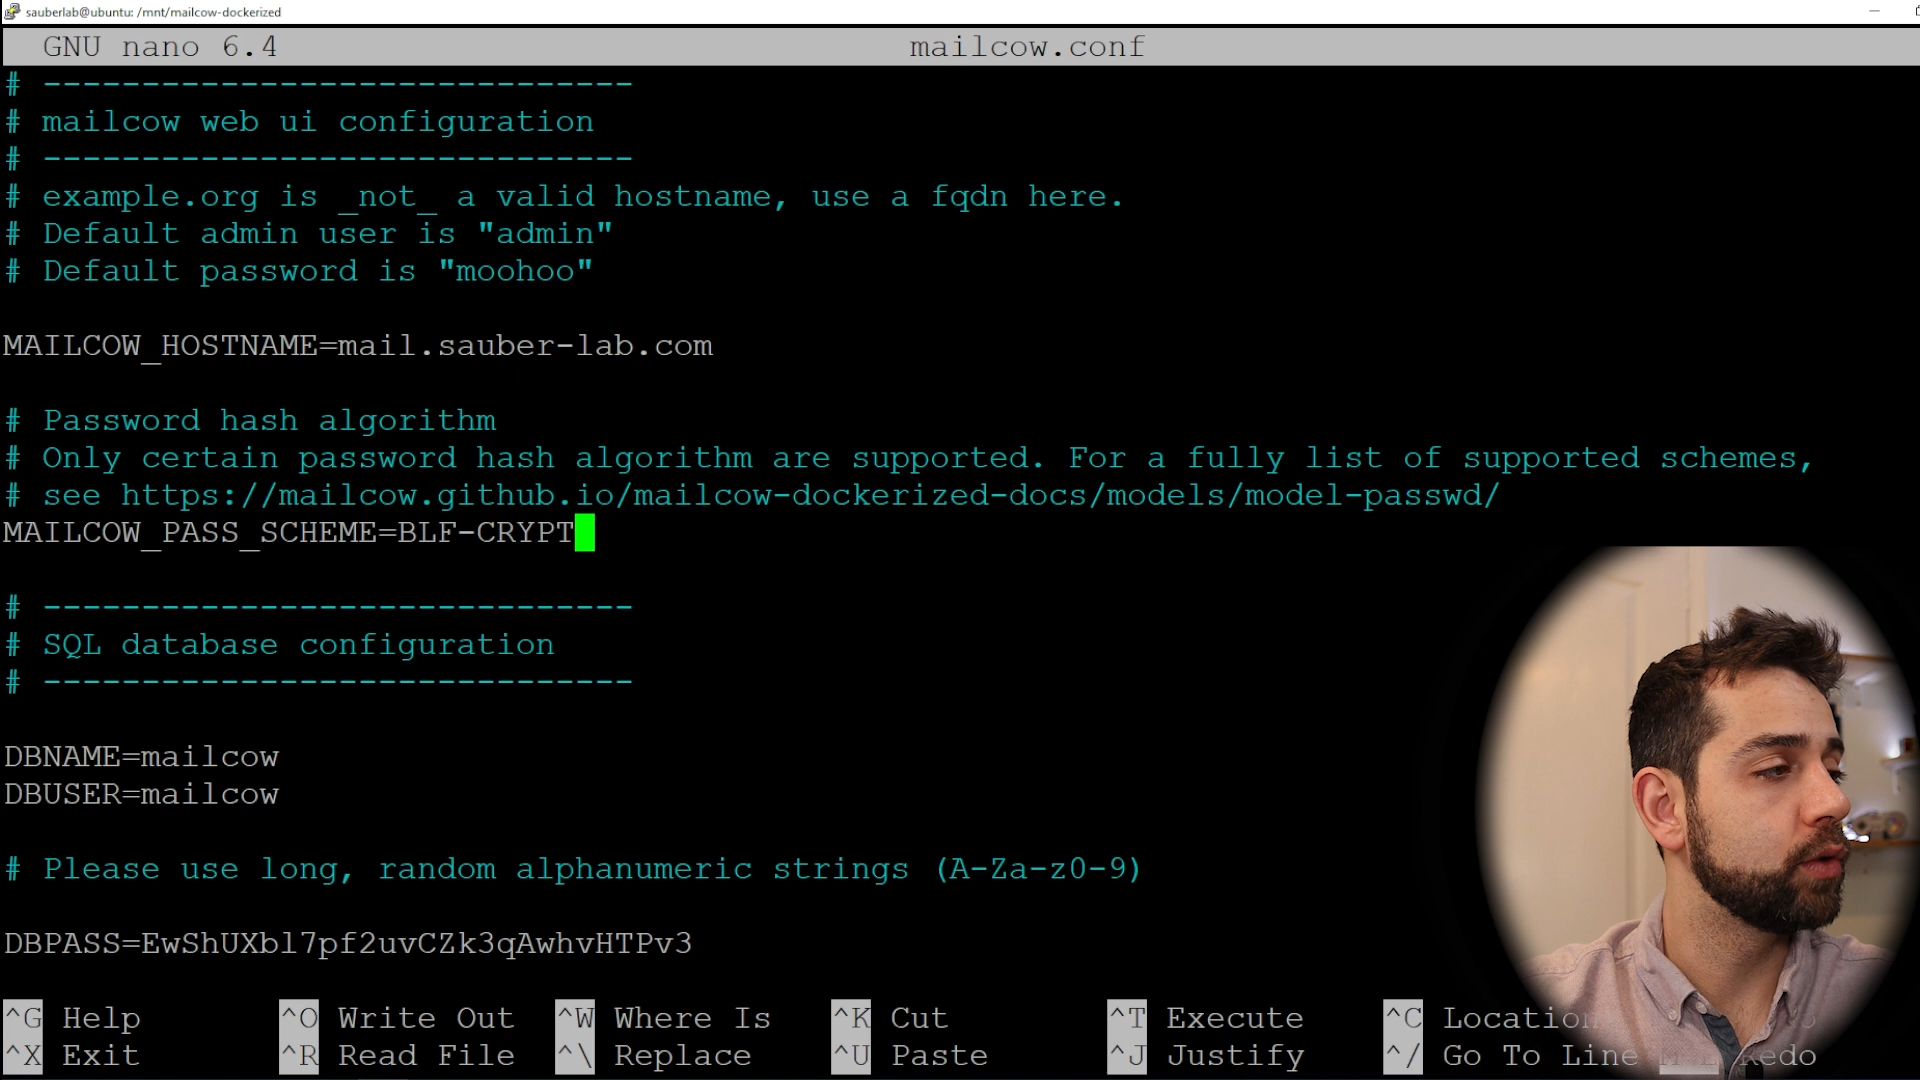 sauberlab@ubuntu: /mnt/mailcow-dockerized
GNU nano 6.4 mailcow.conf
# ------------------------------
# mailcow web ui configuration
# ------------------------------
# example.org is _not_ a valid hostname, use a fqdn here.
# Default admin user is "admin"
# Default password is "moohoo"
MAILCOW_HOSTNAME=mail.sauber-lab.com
# Password hash algorithm
# Only certain password hash algorithm are supported. For a fully list of supported schemes,
# see https://mailcow.github.io/mailcow-dockerized-docs/models/model-passwd/
MAILCOW_PASS_SCHEME=BLF-CRYPT
# ------------------------------
# SQL database configuration
# ------------------------------
DBNAME=mailcow
DBUSER=mailcow
# Please use long, random alphanumeric strings (A-Za-z0-9)
DBPASS=EwShUXbl7pf2uvCZk3qAwhvHTPv3
^G Help ^O Write Out ^W Where Is ^K Cut ^T Execute ^C Location
^X Exit ^R Read File ^\ Replace ^U Paste ^J Justify ^/ Go To Line Redo